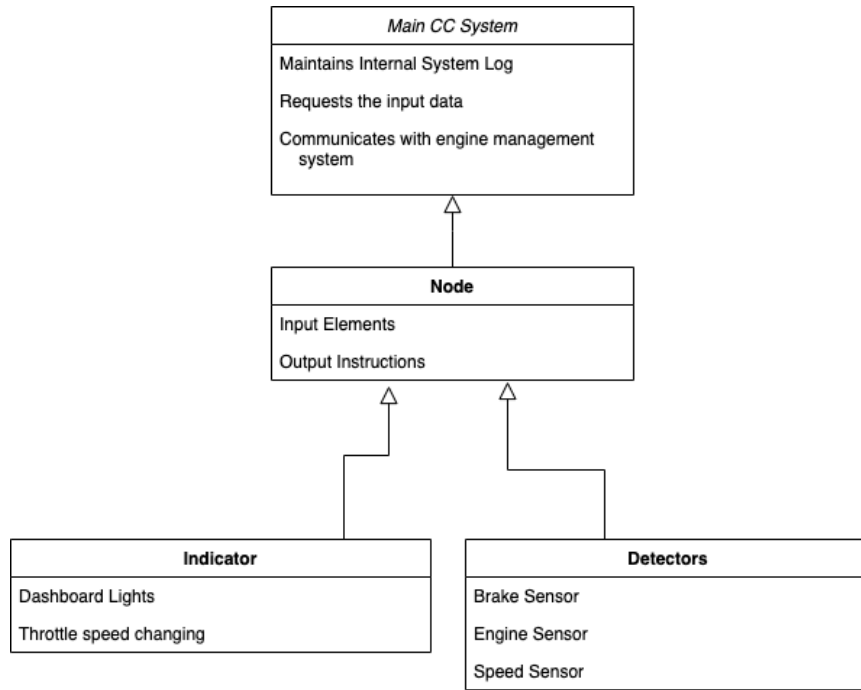 Main CC System
Maintains Internal System Log
Requests the input data
Communicates with engine management
system
Node
Input Elements
Output Instructions
Indicator
Dashboard Lights
Throttle speed changing
Detectors
Brake Sensor
Engine Sensor
Speed Sensor